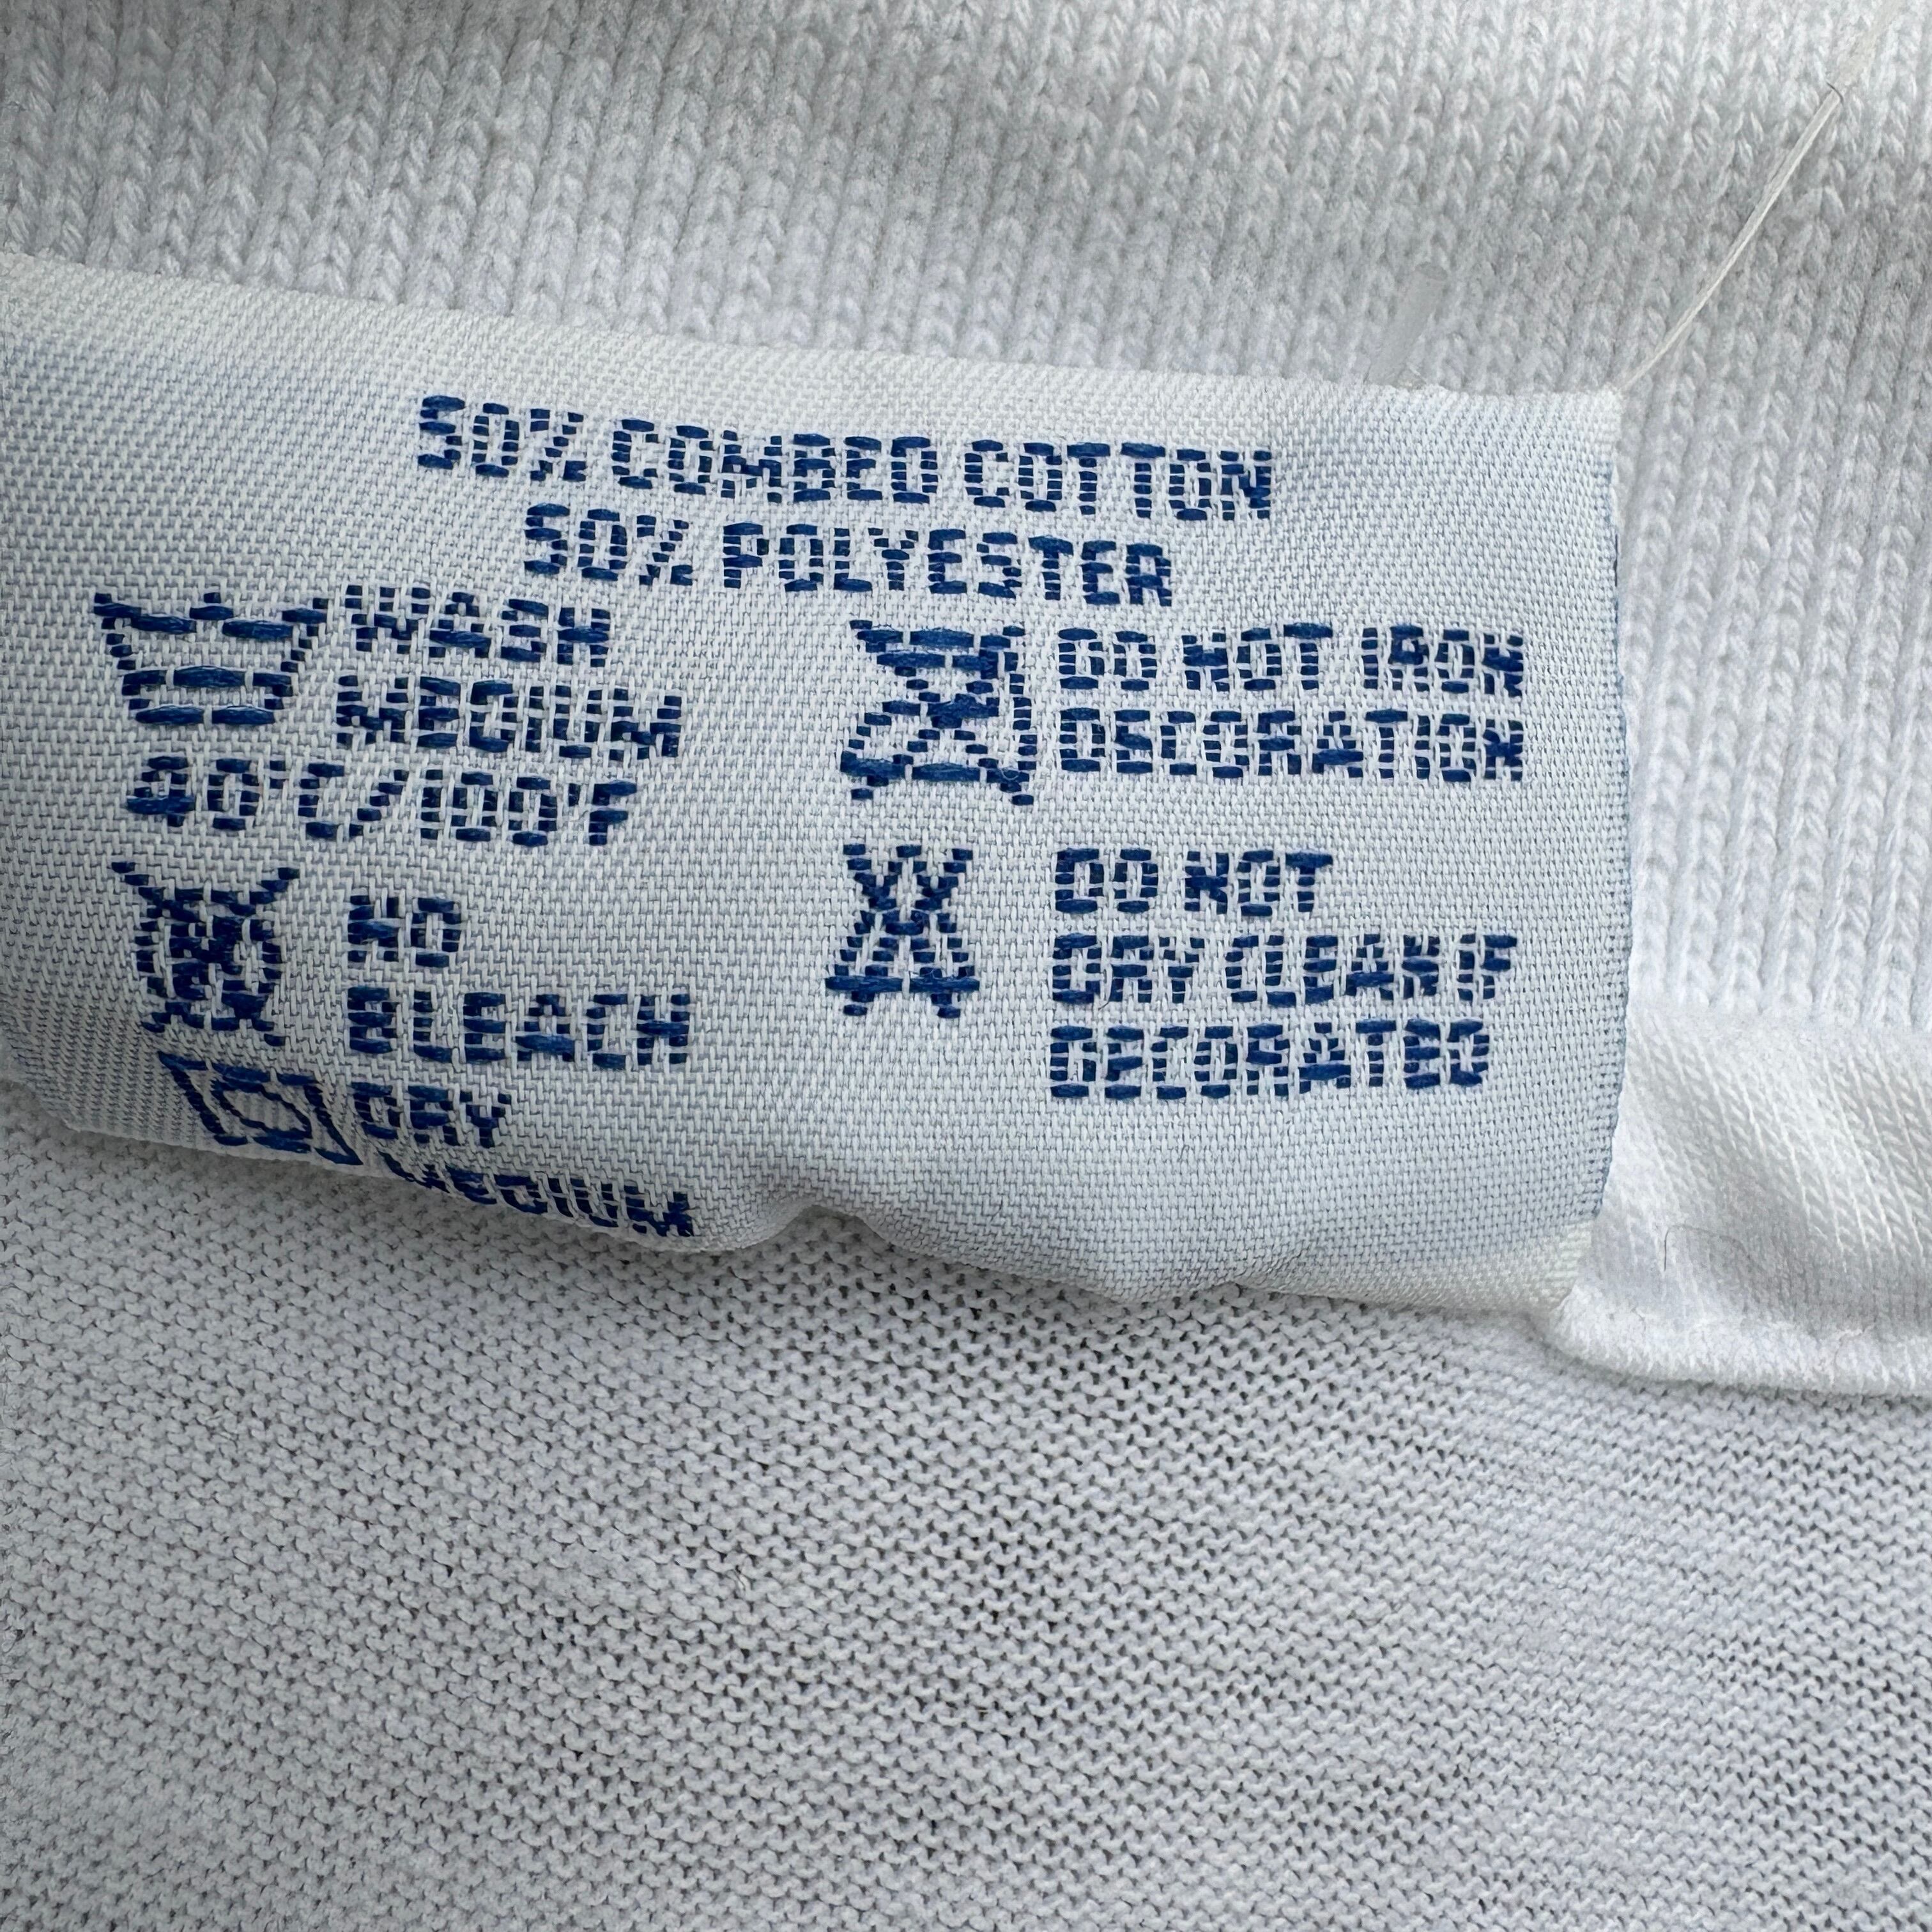 50% COMBED COTTON
50% POLYESTER
WASH
MEDIUM
40°C/100°F
NO
BLEACH
DRY
MEDIUM
DO NOT IRON
DECORATION
DO NOT
DRY CLEAN IF
DECORATED